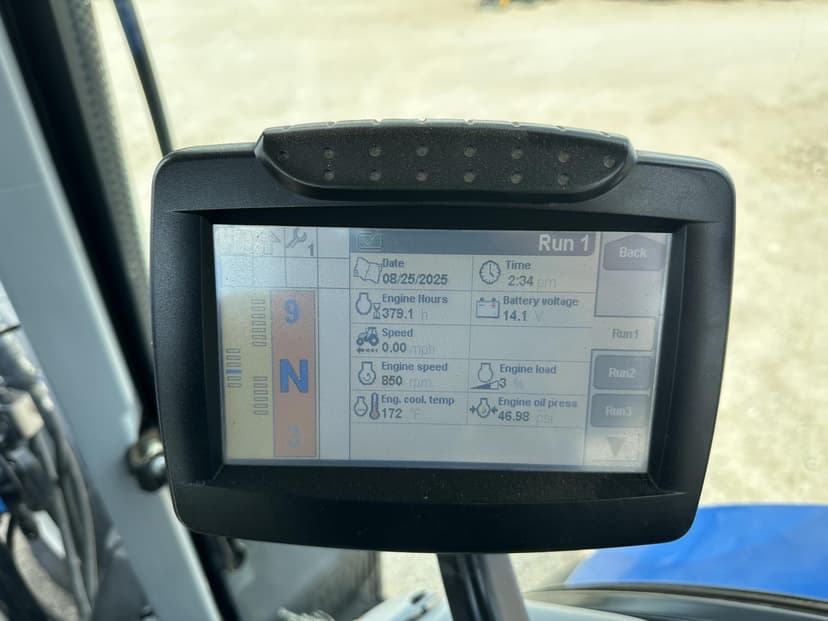 1
Run 1
Back
Date
08/25/2025
Time
2:34 pm
9
Engine Hours
379.1 h
Battery voltage
14.1 V
Run1
Speed
0.00 mph
N
Engine speed
850 rpm
Engine load
3 %
Run2
Eng. cool. temp
172 °F
Engine oil press
46.98 psi
Run3
3